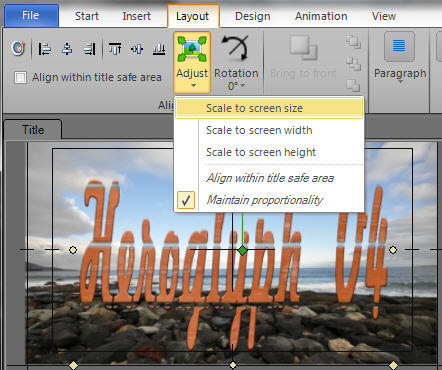 File Start Insert Layout Design Animation View
Align within title safe area
Adjust Rotation Bring to front Paragraph
0°
Scale to screen size
Scale to screen width
Scale to screen height
Align within title safe area
Maintain proportionality
Title
Heroglyph V4